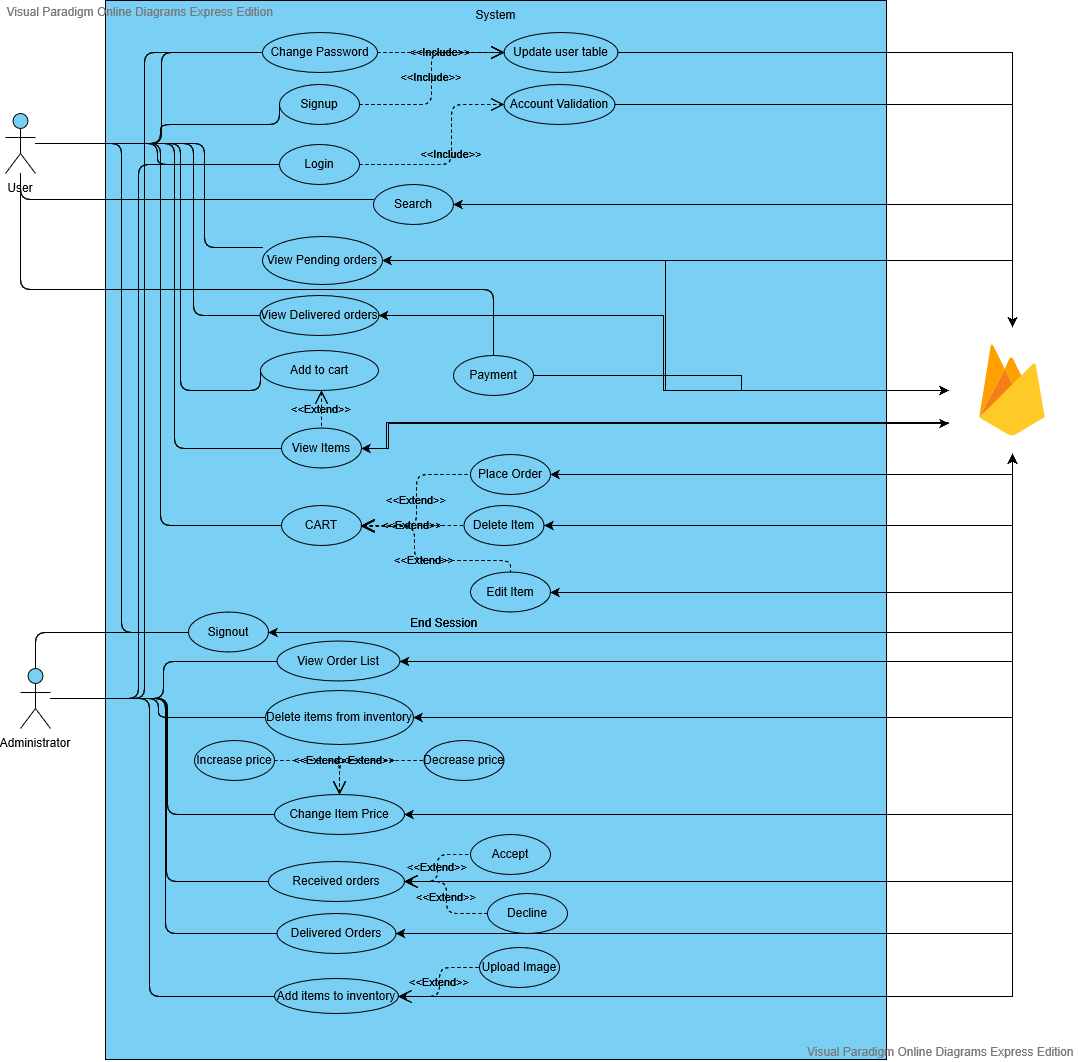 Visual Paradigm Online Diagrams Express Edition
System
Change Password
<<Include>>
Update user table
<<Include>>
Signup
Account Validation
User
Login
<<Include>>
Search
View Pending orders
View Delivered orders
Add to cart
Payment
<<Extend>>
View Items
Place Order
<<Extend>>
CART
<<Extend>>
Delete Item
<<Extend>>
Edit Item
End Session
Signout
View Order List
Administrator
Delete items from inventory
Increase price
<<Extend>>
<<Extend>>
Decrease price
Change Item Price
Accept
<<Extend>>
Received orders
<<Extend>>
Decline
Delivered Orders
Upload Image
<<Extend>>
Add items to inventory
Visual Paradigm Online Diagrams Express Edition